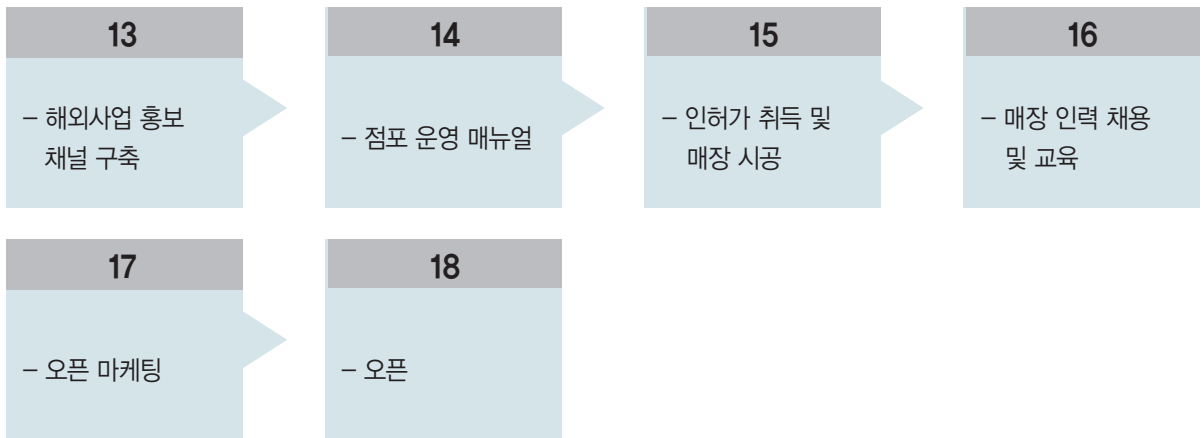 13
– 해외사업 홍보
채널 구축
14
– 점포 운영 매뉴얼
15
– 인허가 취득 및
매장 시공
16
– 매장 인력 채용
및 교육
17
– 오픈 마케팅
18
– 오픈